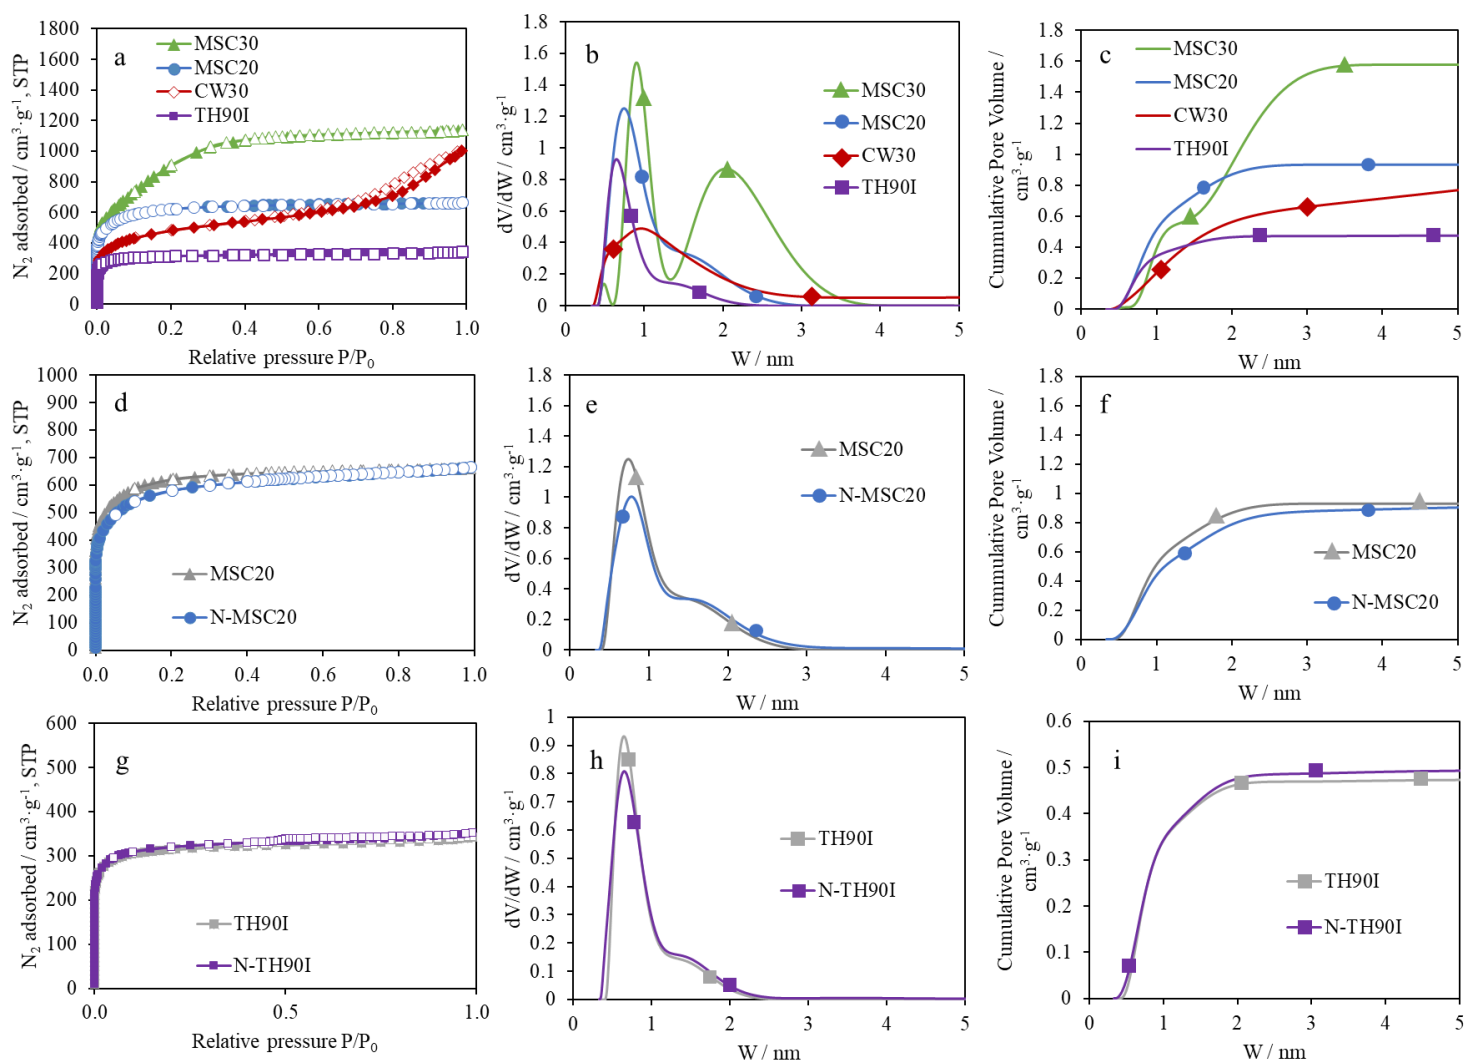 a
N2 adsorbed / cm³·g⁻¹, STP
1800
1600
1400
1200
1000
800
600
400
200
0
MSC30
MSC20
CW30
TH90I
0.0 0.2 0.4 0.6 0.8 1.0
Relative pressure P/P0
b
dV/dW / cm³·g⁻¹
1.8
1.6
1.4
1.2
1
0.8
0.6
0.4
0.2
0
MSC30
MSC20
CW30
TH90I
0 1 2 3 4 5
W / nm
c
Cummulative Pore Volume /
cm³·g⁻¹
1.8
1.6
1.4
1.2
1
0.8
0.6
0.4
0.2
0
MSC30
MSC20
CW30
TH90I
0 1 2 3 4 5
W / nm
d
N2 adsorbed / cm³·g⁻¹, STP
1000
900
800
700
600
500
400
300
200
100
0
MSC20
N-MSC20
0.0 0.2 0.4 0.6 0.8 1.0
Relative pressure P/P0
e
dV/dW / cm³·g⁻¹
1.8
1.6
1.4
1.2
1
0.8
0.6
0.4
0.2
0
MSC20
N-MSC20
0 1 2 3 4 5
W / nm
f
Cummulative Pore Volume /
cm³·g⁻¹
1.8
1.6
1.4
1.2
1
0.8
0.6
0.4
0.2
0
MSC20
N-MSC20
0 1 2 3 4 5
W / nm
g
N2 adsorbed / cm³·g⁻¹, STP
600
500
400
300
200
100
0
TH90I
N-TH90I
0.0 0.5 1.0
Relative pressure P/P0
h
dV/dW / cm³·g⁻¹
1
0.9
0.8
0.7
0.6
0.5
0.4
0.3
0.2
0.1
0
TH90I
N-TH90I
0 1 2 3 4 5
W / nm
i
Cumulative Pore Volume /
cm³·g⁻¹
0.6
0.5
0.4
0.3
0.2
0.1
0
TH90I
N-TH90I
0 1 2 3 4 5
W / nm